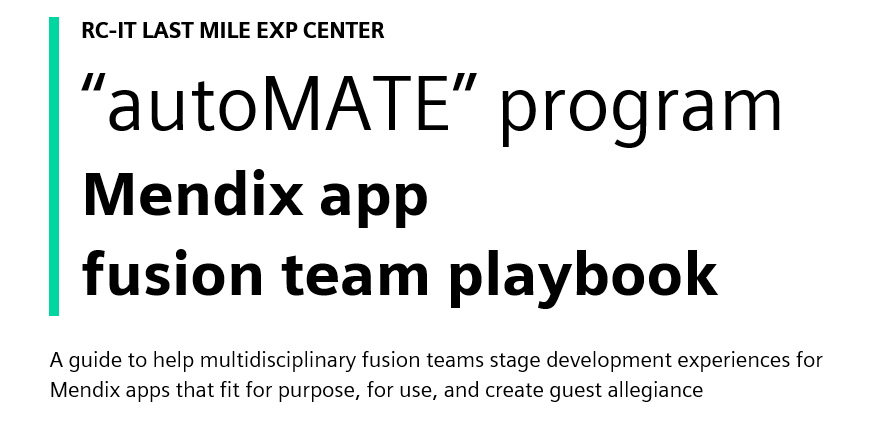 RC-IT LAST MILE EXP CENTER
“autoMATE” program
Mendix app
fusion team playbook
A guide to help multidisciplinary fusion teams stage development experiences for
Mendix apps that fit for purpose, for use, and create guest allegiance